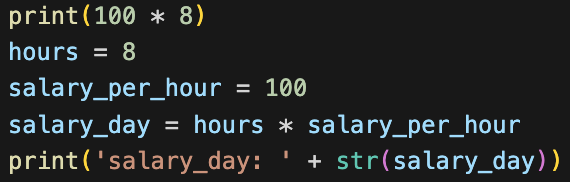 print(100 * 8)
hours = 8
salary_per_hour = 100
salary_day = hours * salary_per_hour
print('salary_day: ' + str(salary_day))